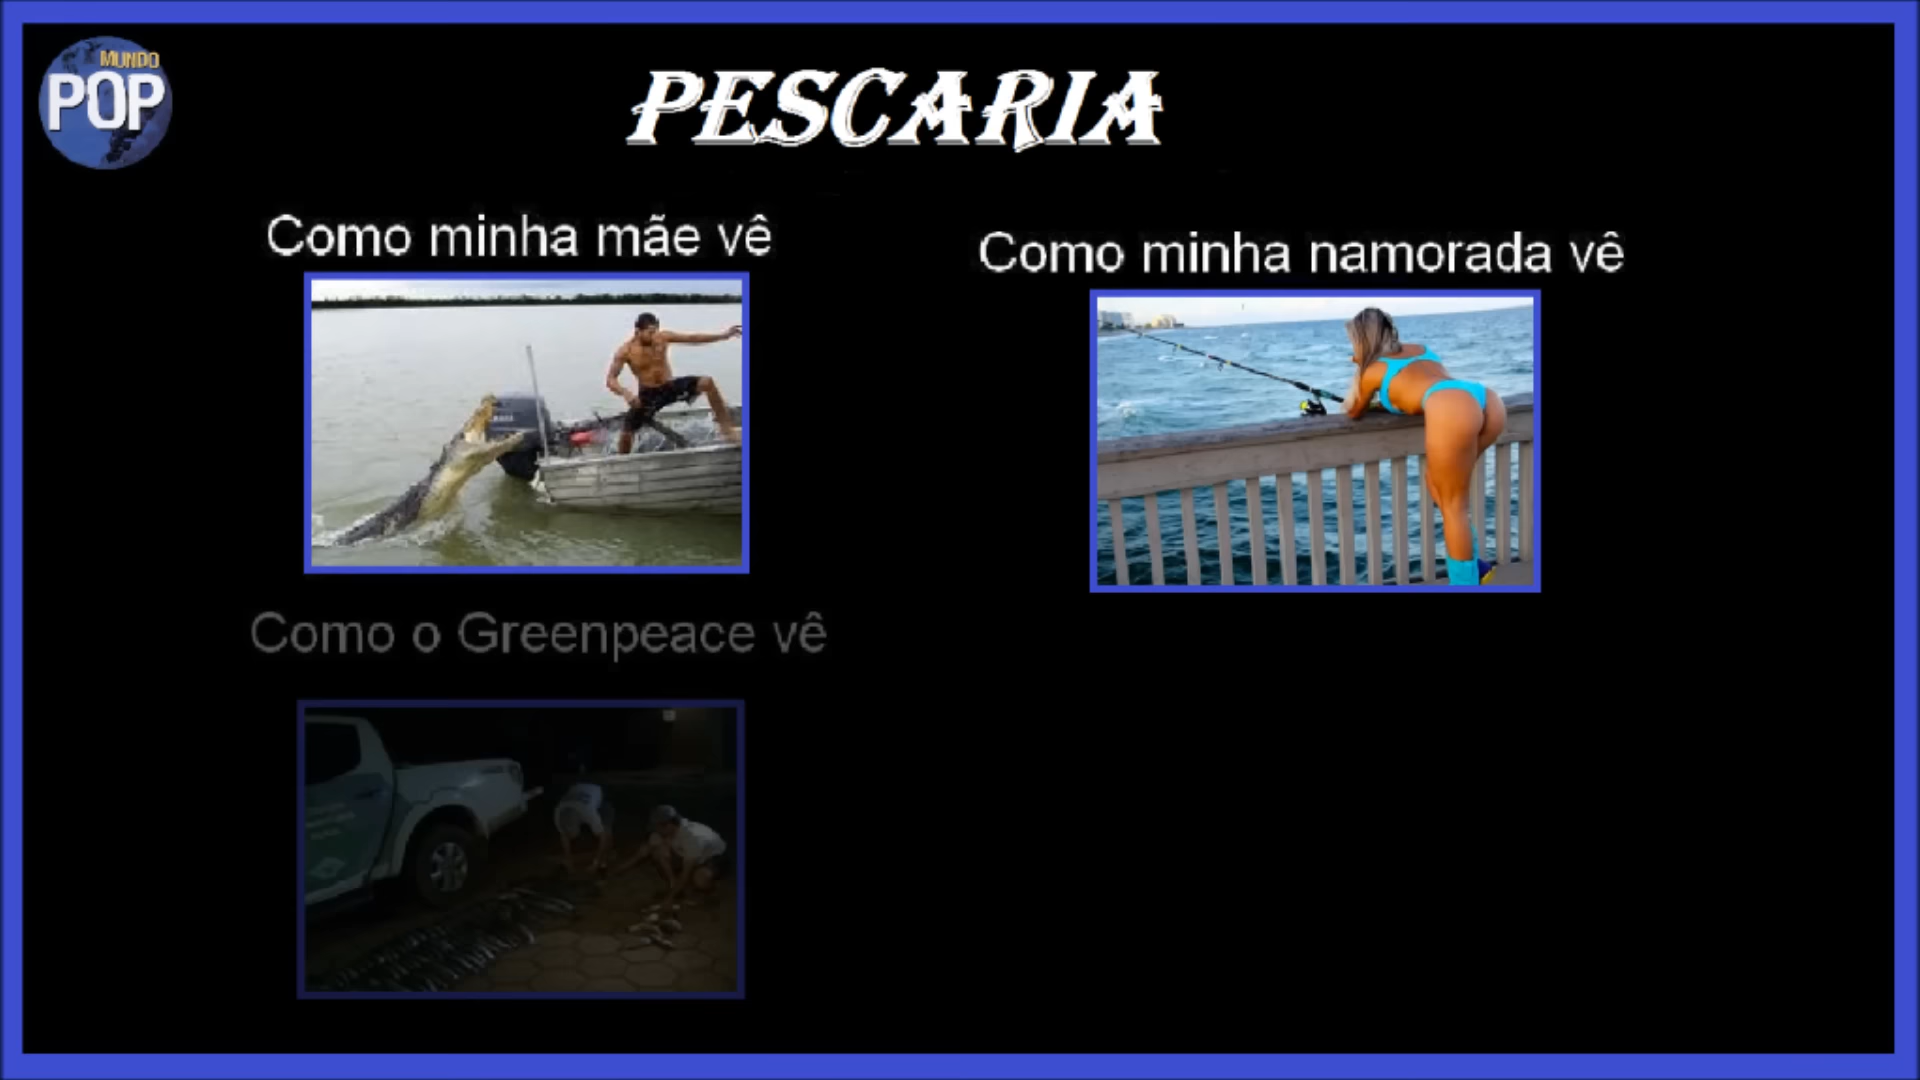 MUNDO
POP
PESCARIA
Como minha mãe vê
Como minha namorada vê
Como o Greenpeace vê